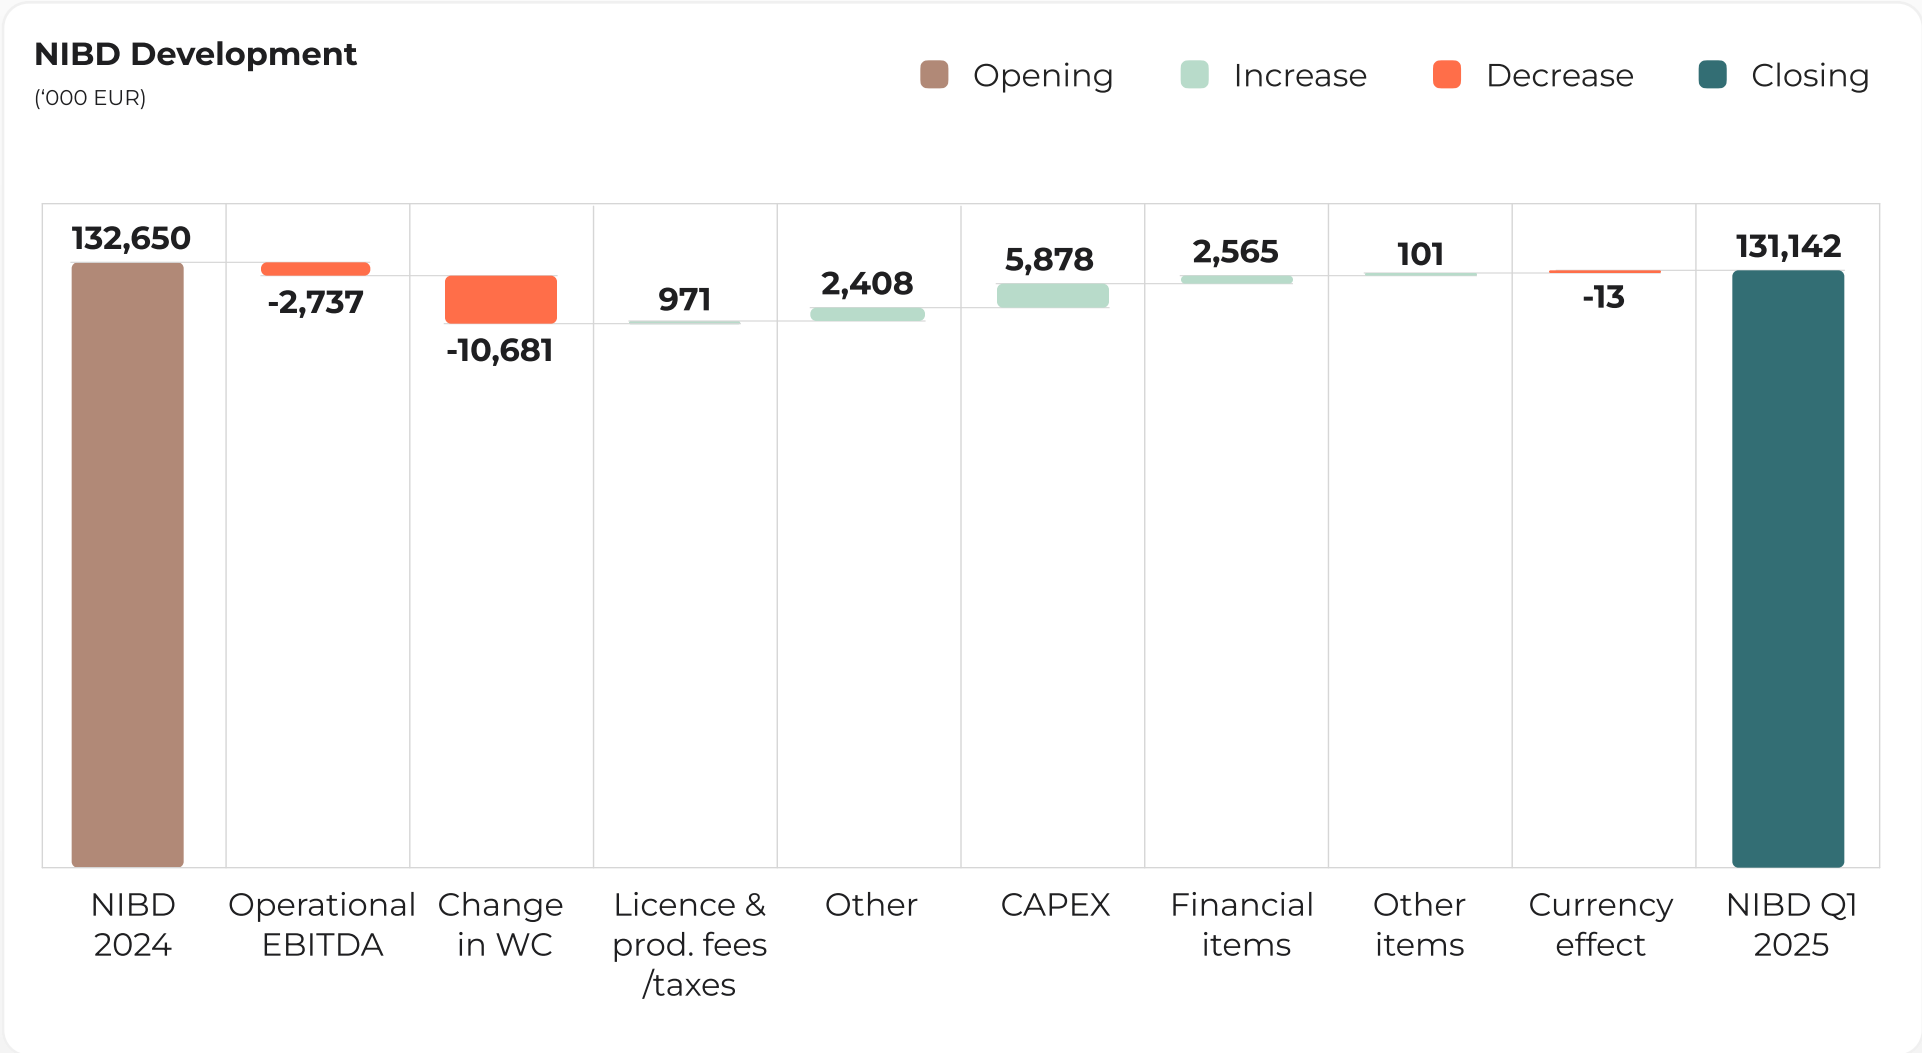 NIBD Development
(‘000 EUR)
Opening
Increase
Decrease
Closing
132,650
-2,737
-10,681
971
2,408
5,878
2,565
101
-13
131,142
NIBD
2024
Operational
EBITDA
Change
in WC
Licence &
prod. fees
/taxes
Other
CAPEX
Financial
items
Other
items
Currency
effect
NIBD Q1
2025